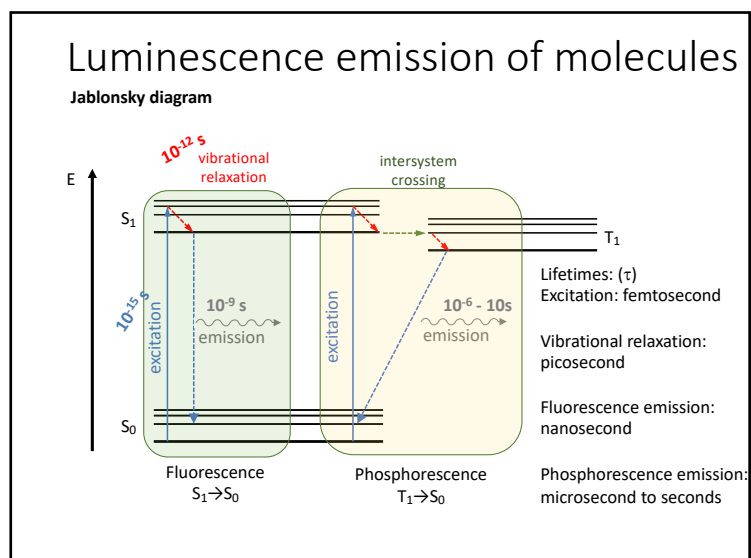 Luminescence emission of molecules
Jablonsky diagram
10⁻¹² s
vibrational
relaxation
intersystem
crossing
E
S₁
T₁
10⁻¹⁵ s
excitation
10⁻⁹ s
emission
excitation
10⁻⁶ - 10s
emission
S₀
Fluorescence
S₁→S₀
Phosphorescence
T₁→S₀
Lifetimes: (τ)
Excitation: femtosecond
Vibrational relaxation:
picosecond
Fluorescence emission:
nanosecond
Phosphorescence emission:
microsecond to seconds